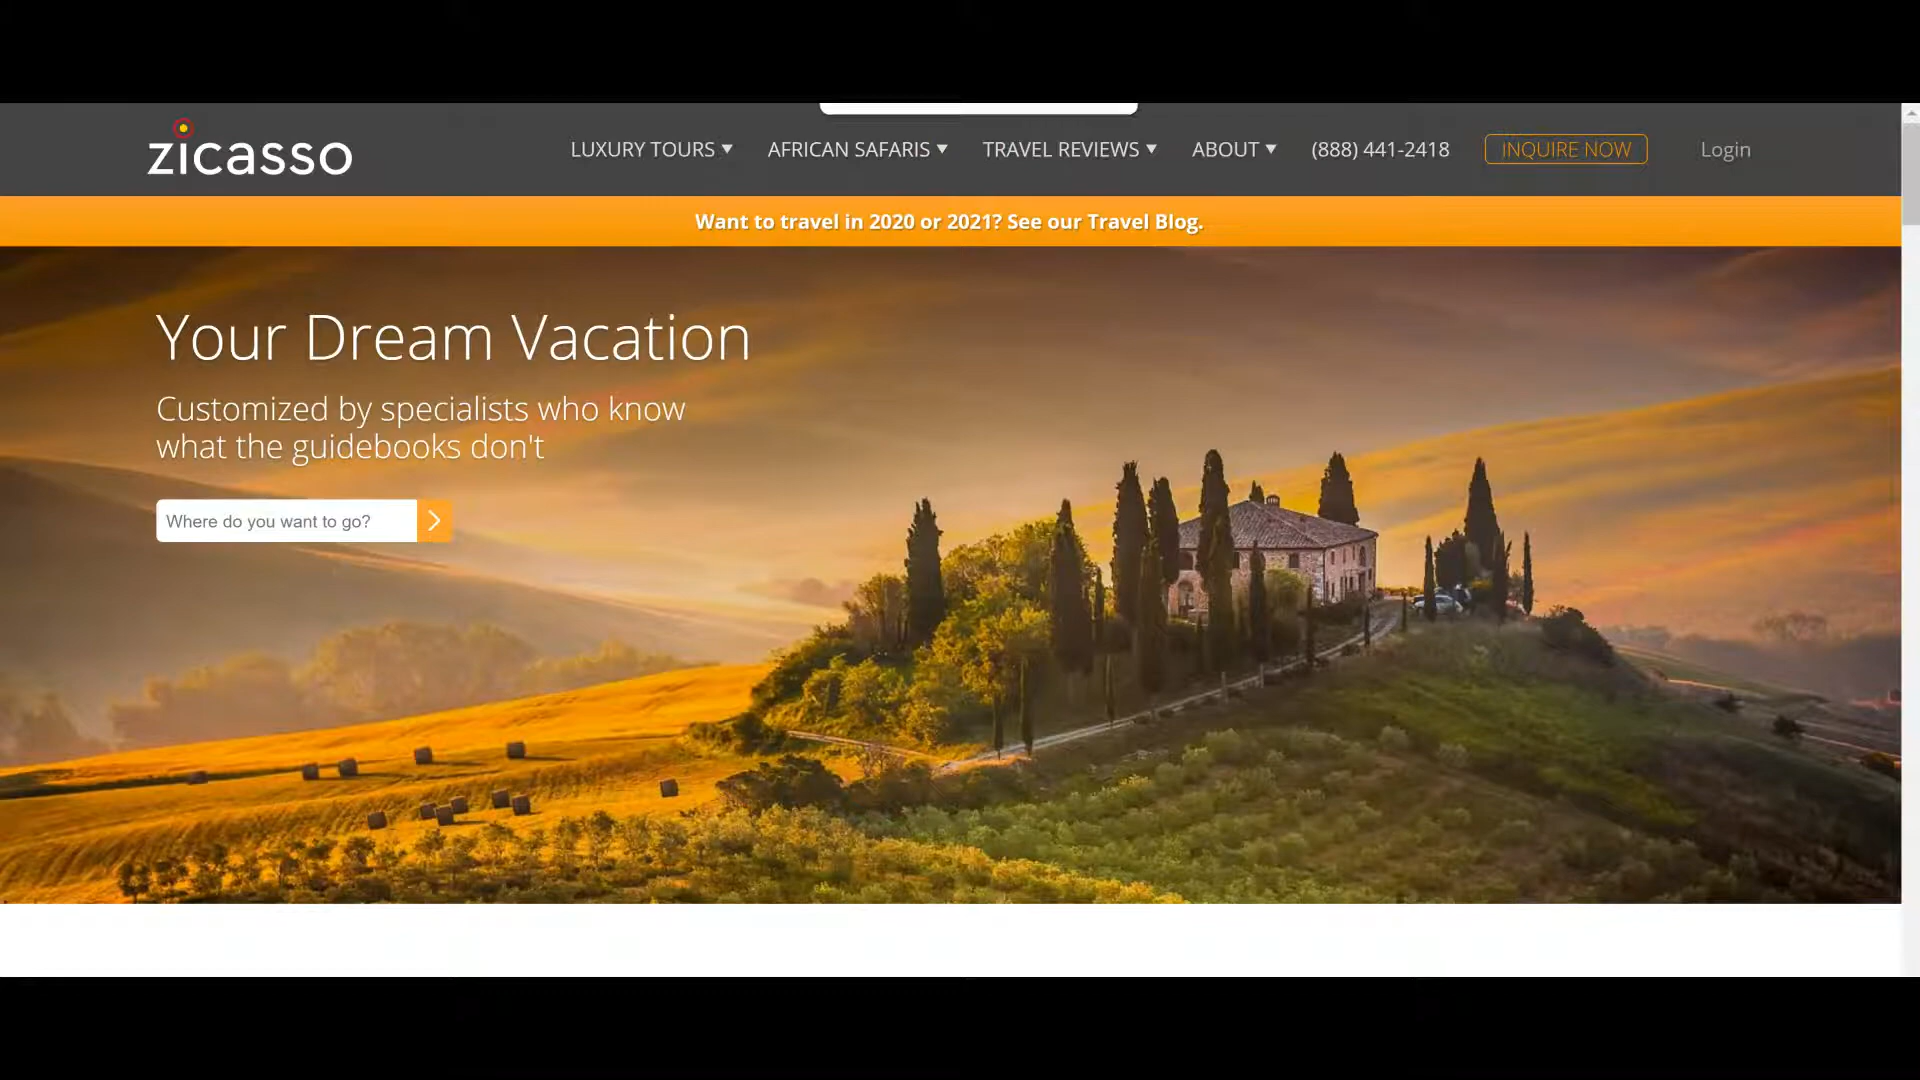 zicasso
LUXURY TOURS
AFRICAN SAFARIS
TRAVEL REVIEWS
ABOUT
(888) 441-2418
INQUIRE NOW
Login
Want to travel in 2020 or 2021? See our Travel Blog.
Your Dream Vacation
Customized by specialists who know
what the guidebooks don't
Where do you want to go?